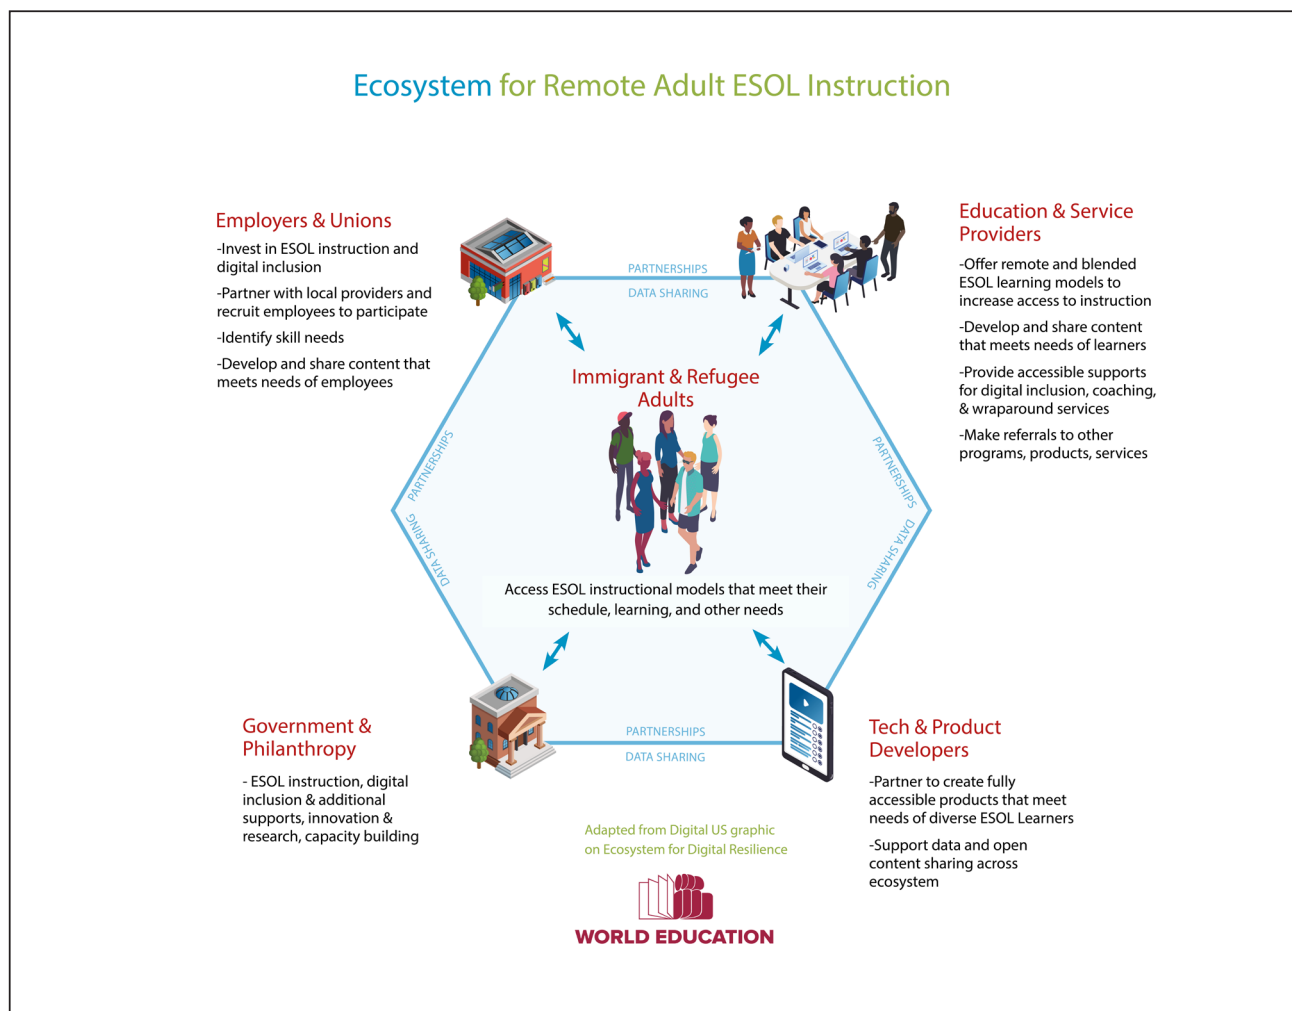 Ecosystem for Remote Adult ESOL Instruction
Employers & Unions
-Invest in ESOL instruction and
digital inclusion
-Partner with local providers and
recruit employees to participate
-Identify skill needs
-Develop and share content that
meets needs of employees
PARTNERSHIPS
DATA SHARING
Education & Service
Providers
-Offer remote and blended
ESOL learning models to
increase access to instruction
-Develop and share content
that meets needs of learners
-Provide accessible supports
for digital inclusion, coaching,
& wraparound services
-Make referrals to other
programs, products, services
Immigrant & Refugee
Adults
PARTNERSHIPS
DATA SHARING
PARTNERSHIPS
DATA SHARING
Access ESOL instructional models that meet their
schedule, learning, and other needs
Government &
Philanthropy
- ESOL instruction, digital
inclusion & additional
supports, innovation &
research, capacity building
PARTNERSHIPS
DATA SHARING
Tech & Product
Developers
-Partner to create fully
accessible products that meet
needs of diverse ESOL Learners
-Support data and open
content sharing across
ecosystem
Adapted from Digital US graphic
on Ecosystem for Digital Resilience
WORLD EDUCATION